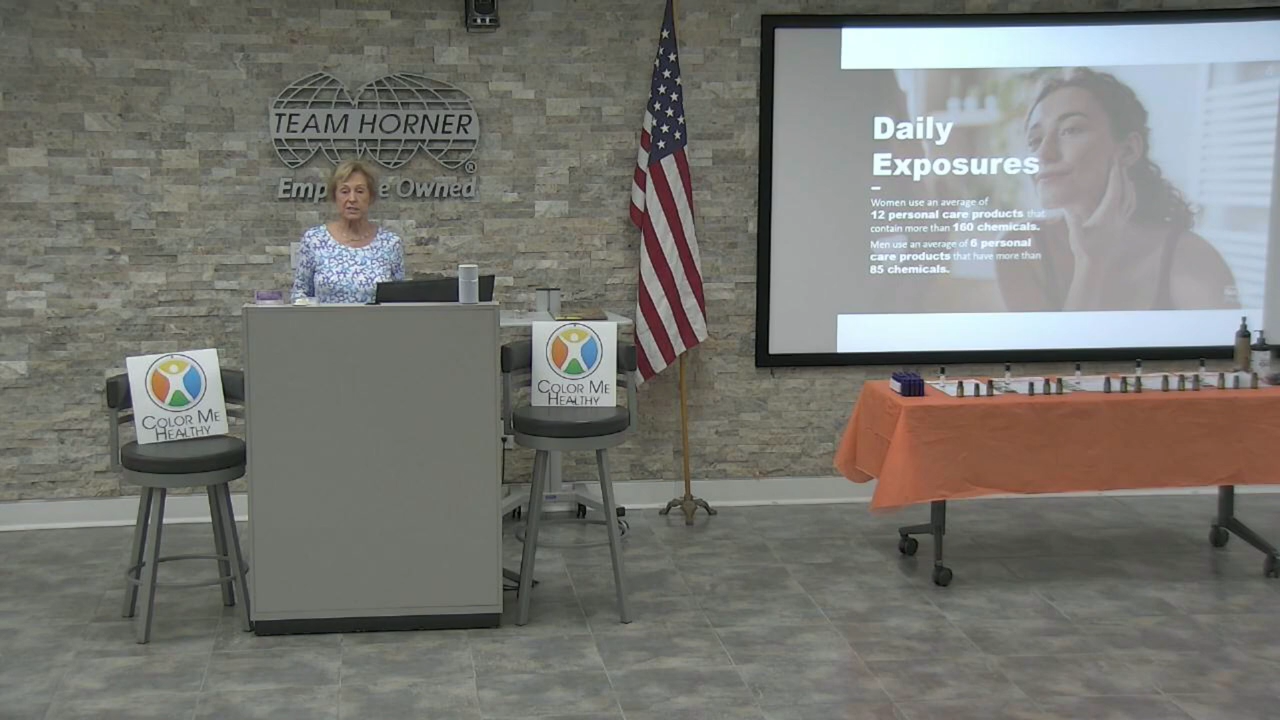 TEAM HORNER
®
Owned
COLOR ME
HEALTHY
COLOR ME
HEALTHY
Daily
Exposures
Women use an average of
12 personal care products that
contain more than 160 chemicals.
Men use an average of 6 personal
care products that have more than
85 chemicals.